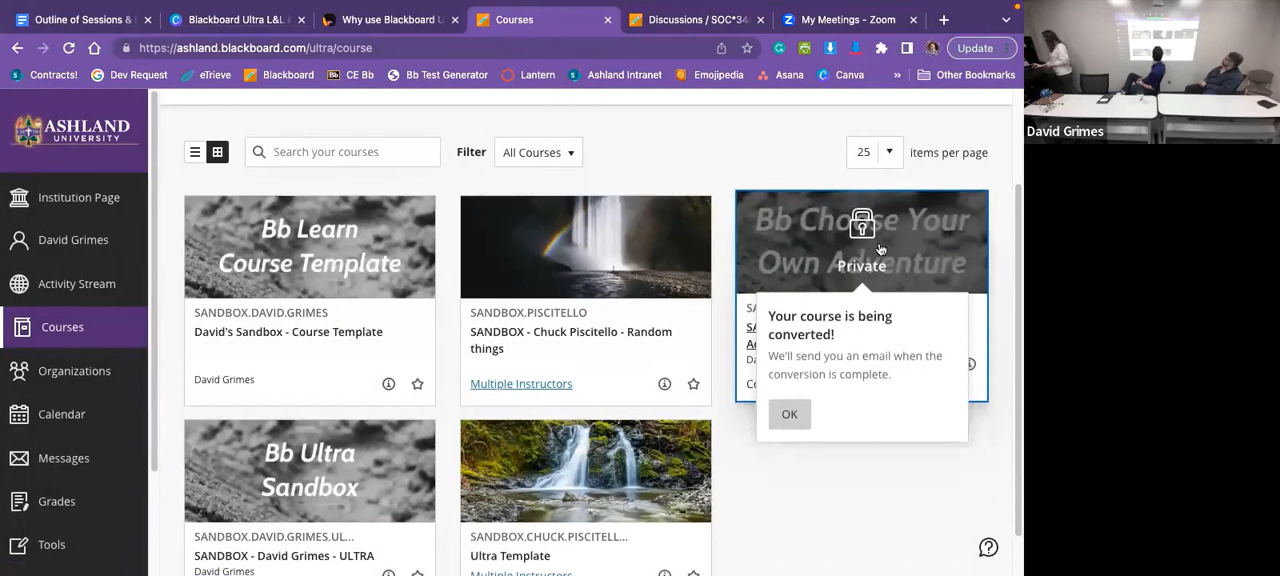 Outline of Sessions &
Blackboard Ultra L&L
Why use Blackboard U
Courses
Discussions / SOC*34
My Meetings - Zoom
https://ashland.blackboard.com/ultra/course
Update
Contracts!
Dev Request
eTrieve
Blackboard
CE Bb
Bb Test Generator
Lantern
Ashland Intranet
Emojipedia
Asana
Canva
»
Other Bookmarks
ASHLAND
UNIVERSITY
Institution Page
David Grimes
Activity Stream
Courses
Organizations
Calendar
Messages
Grades
Tools
Search your courses
Filter
All Courses
25
items per page
Bb Learn
Course Template
SANDBOX.DAVID.GRIMES
David's Sandbox - Course Template
David Grimes
SANDBOX.PISCITELLO
SANDBOX - Chuck Piscitello - Random
things
Multiple Instructors
Bb Choose Your
Own Adventure
Private
Your course is being
converted!
We'll send you an email when the
conversion is complete.
OK
Bb Ultra
Sandbox
SANDBOX.DAVID.GRIMES.UL...
SANDBOX - David Grimes - ULTRA
David Grimes
SANDBOX.CHUCK.PISCITELL...
Ultra Template
Multiple Instructors
David Grimes